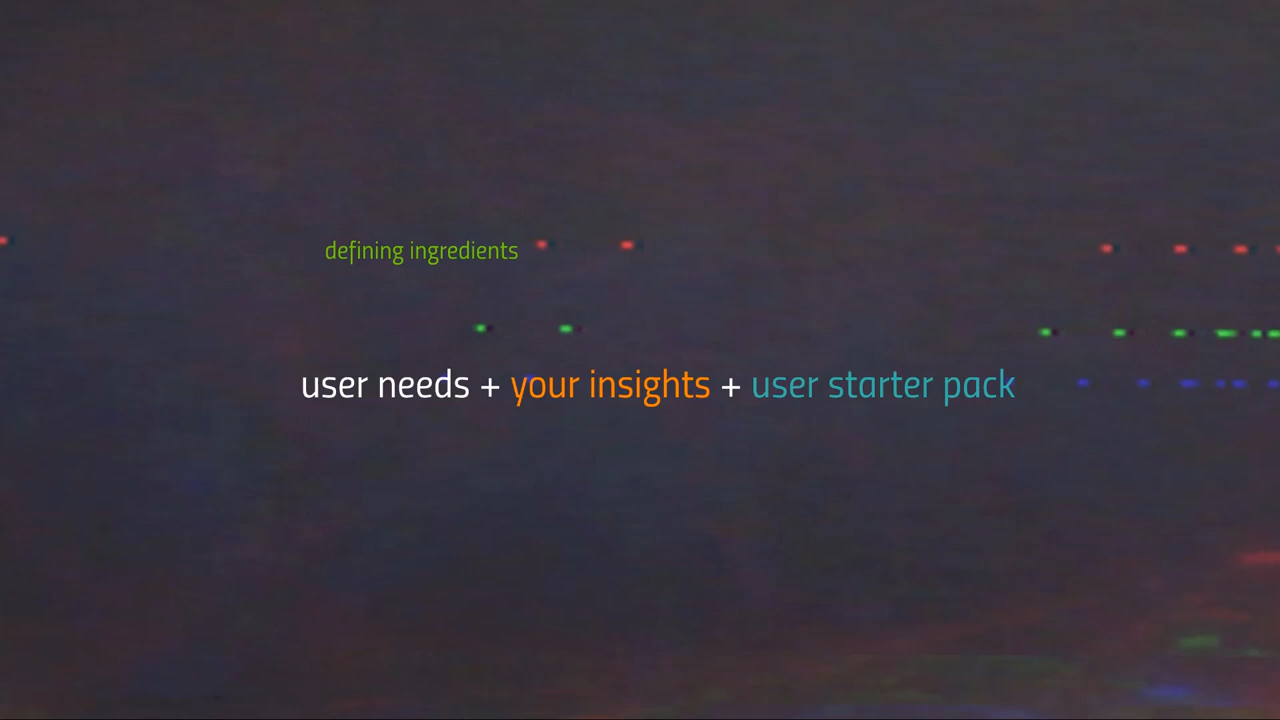 defining ingredients
user needs + your insights + user starter pack